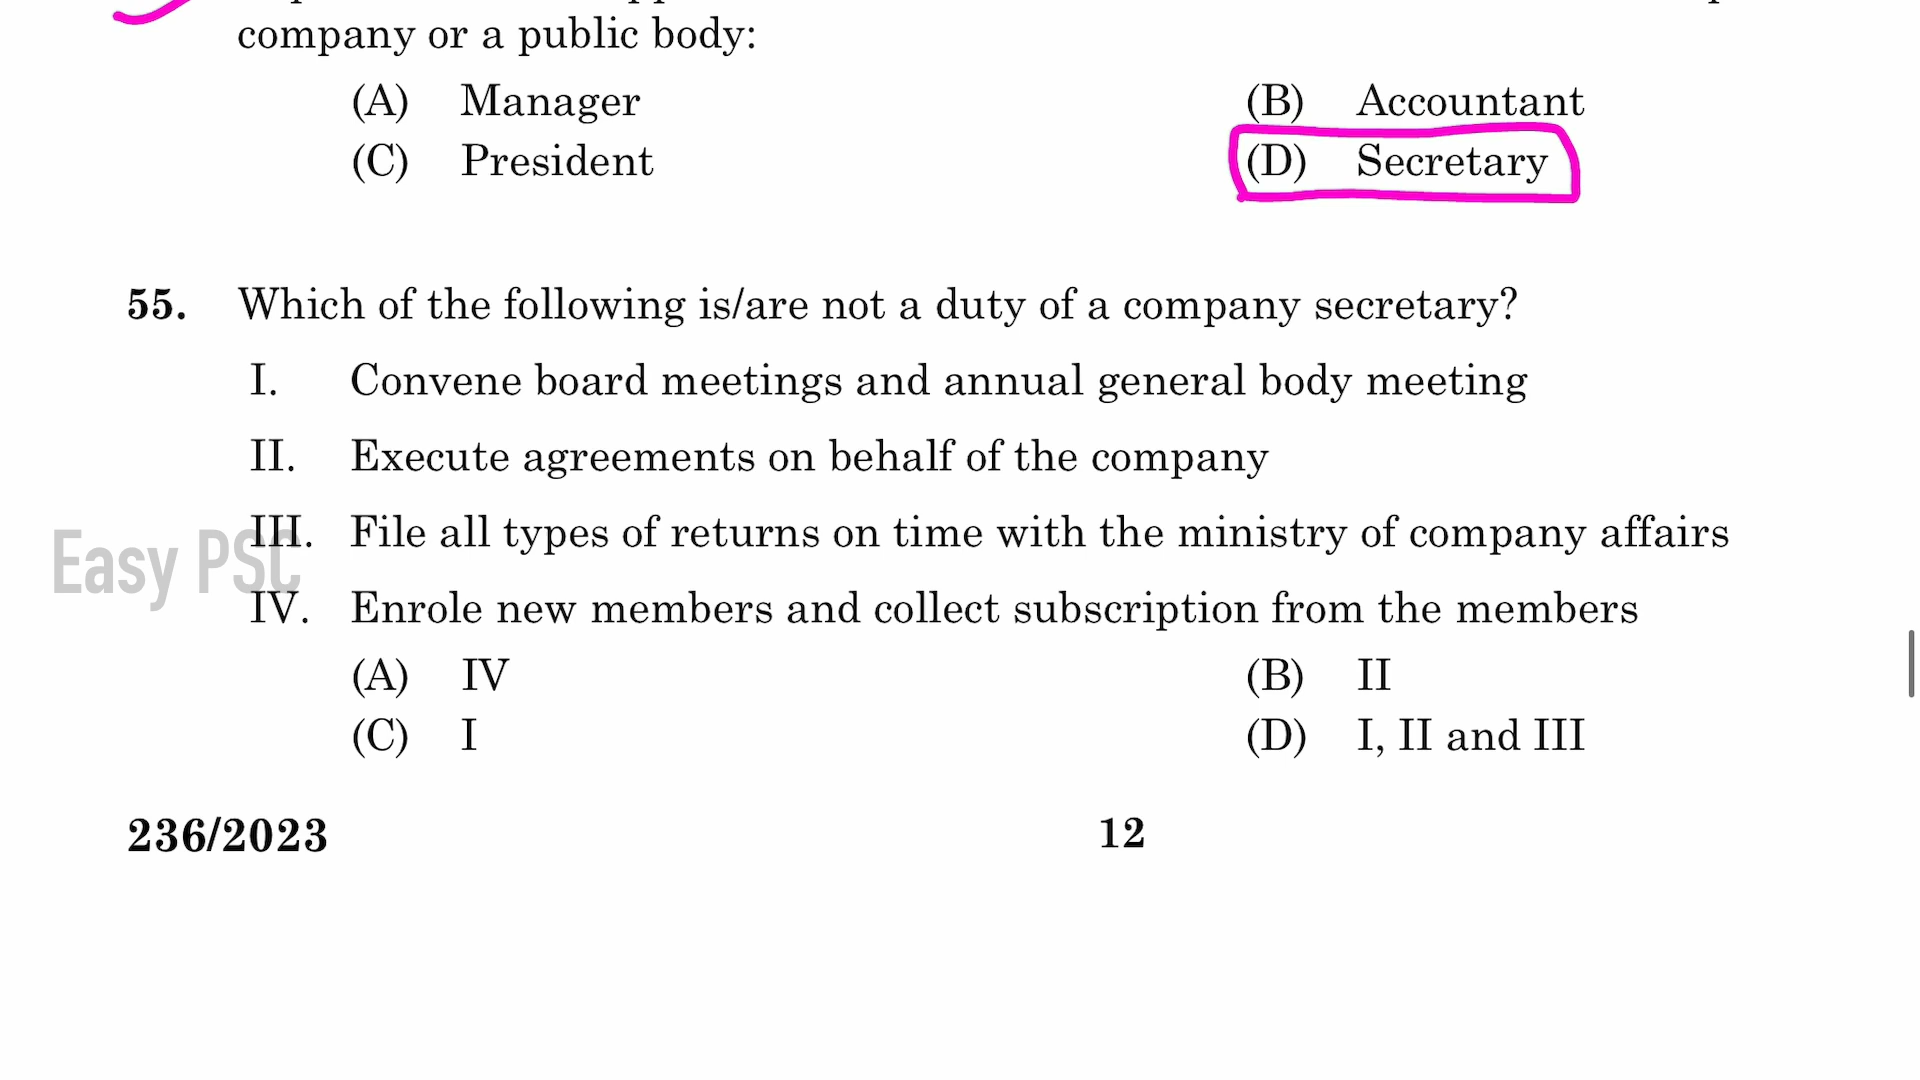 company or a public body:
(A) Manager (B) Accountant
(C) President (D) Secretary
55. Which of the following is/are not a duty of a company secretary?
I. Convene board meetings and annual general body meeting
II. Execute agreements on behalf of the company
III. File all types of returns on time with the ministry of company affairs
Easy PSC
IV. Enrole new members and collect subscription from the members
(A) IV (B) II
(C) I (D) I, II and III
236/2023 12